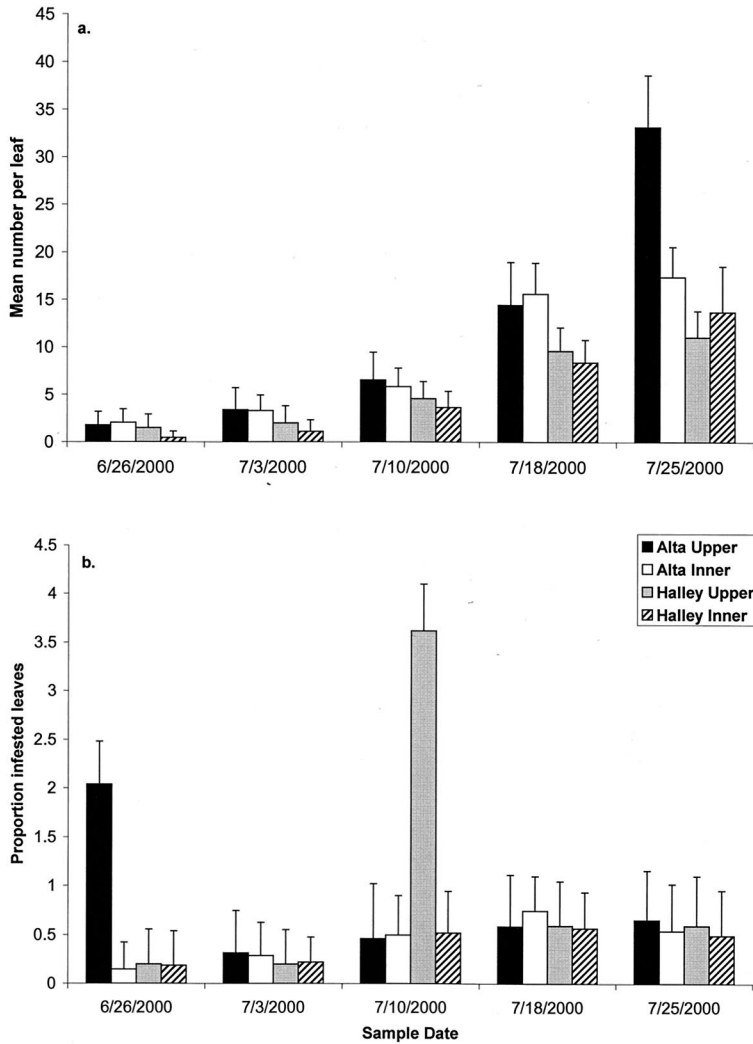 a.
Mean number per leaf
45
40
35
30
25
20
15
10
5
0
6/26/2000 7/3/2000 7/10/2000 7/18/2000 7/25/2000
b.
Proportion infested leaves
4.5
4
3.5
3
2.5
2
1.5
1
0.5
0
Alta Upper
Alta Inner
Halley Upper
Halley Inner
6/26/2000 7/3/2000 7/10/2000 7/18/2000 7/25/2000
Sample Date